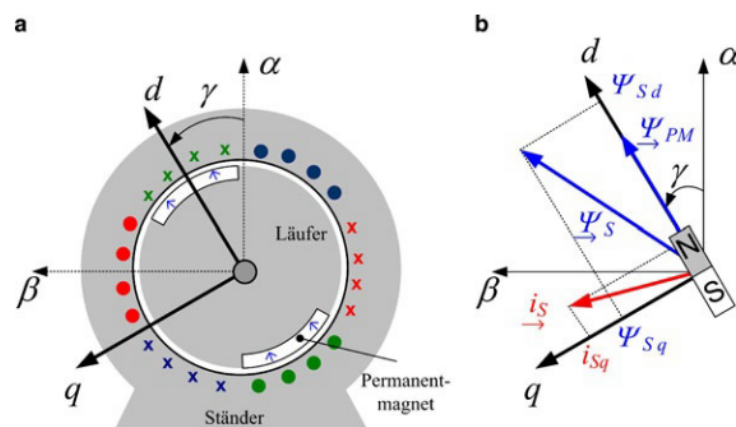 a
α
d
γ
β
q
Läufer
Ständer
Permanent-
magnet
x x x x
x x x x
x x x x
b
α
d
Ψ_Sd
Ψ_PM
γ
Ψ_S
N
S
β
i_S
i_Sq
Ψ_Sq
q